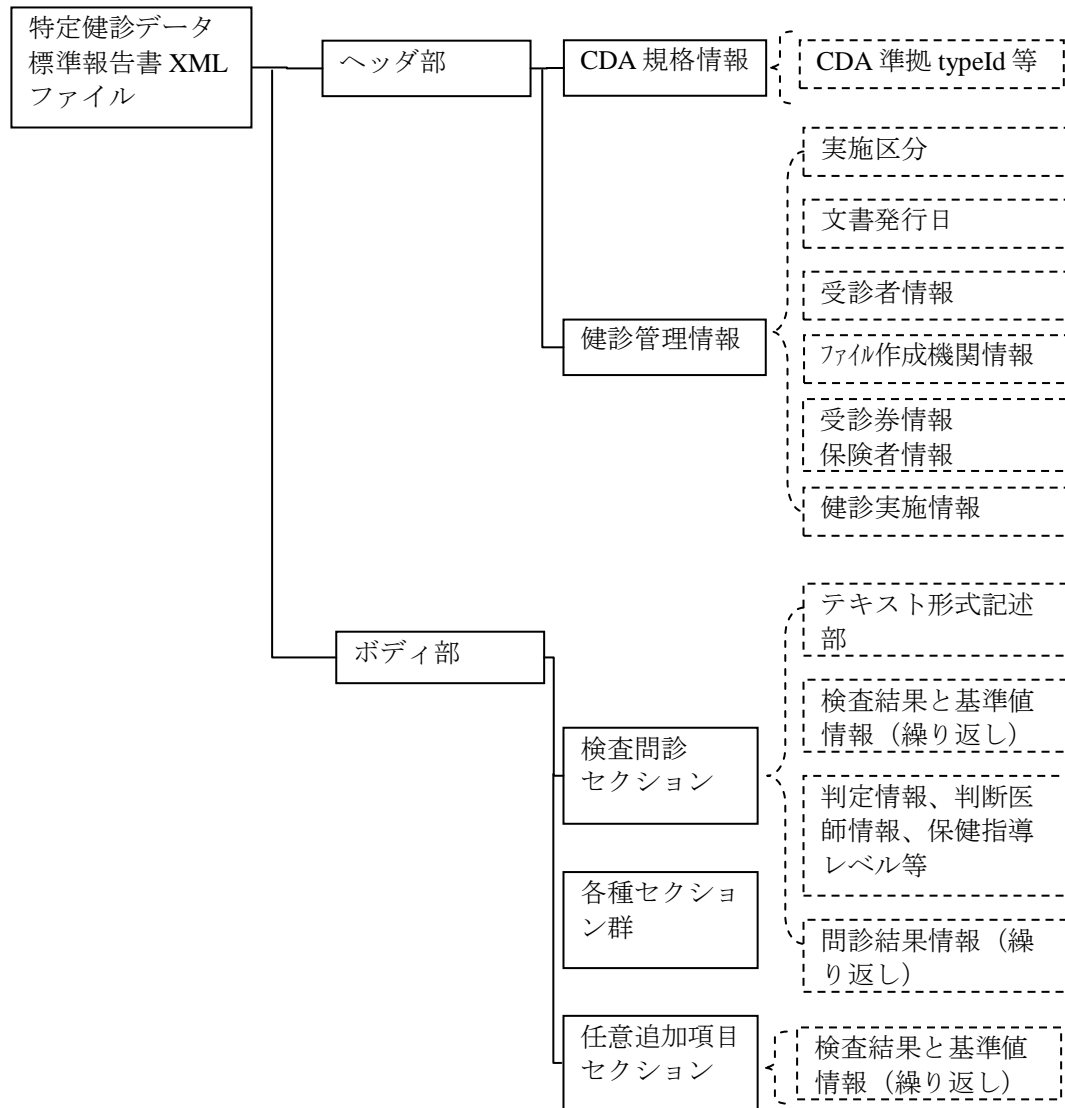 特定健診データ
標準報告書 XML
ファイル
ヘッダ部
CDA 規格情報
CDA 準拠 typeId 等
実施区分
文書発行日
受診者情報
健診管理情報
ﾌｧｲﾙ作成機関情報
受診券情報
保険者情報
健診実施情報
ボディ部
テキスト形式記述
部
検査問診
セクション
検査結果と基準値
情報（繰り返し）
判定情報、判断医
師情報、保健指導
レベル等
各種セクショ
ン群
問診結果情報（繰
り返し）
任意追加項目
セクション
検査結果と基準値
情報（繰り返し）